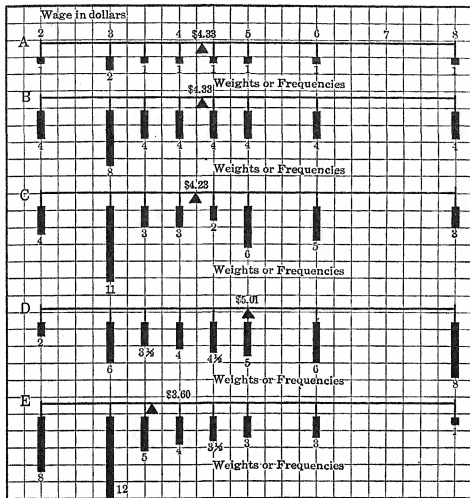 Wage in dollars
2 3 4 5 6 7 8
$4.33
A
1 2 1 1 1 1 1 1
Weights or Frequencies
B
$4.33
4 8 4 4 4 4 4 4
Weights or Frequencies
C
$4.23
4 11 3 3 2 6 5 3
Weights or Frequencies
D
$5.01
2 6 3½ 4 4½ 5 6 8
Weights or Frequencies
E
$3.60
8 12 5 4 3½ 3 3 1
Weights or Frequencies